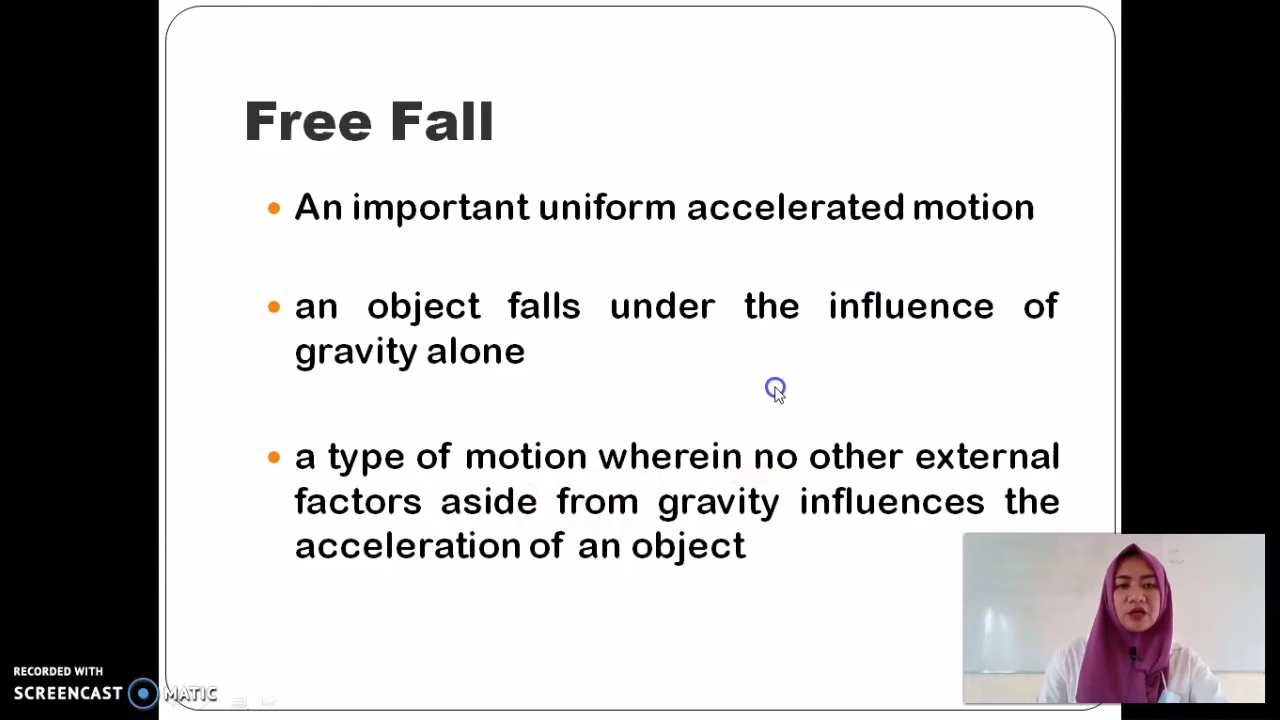 Free Fall
• An important uniform accelerated motion
• an object falls under the influence of
gravity alone
• a type of motion wherein no other external
factors aside from gravity influences the
acceleration of an object
RECORDED WITH
SCREENCAST MATIC